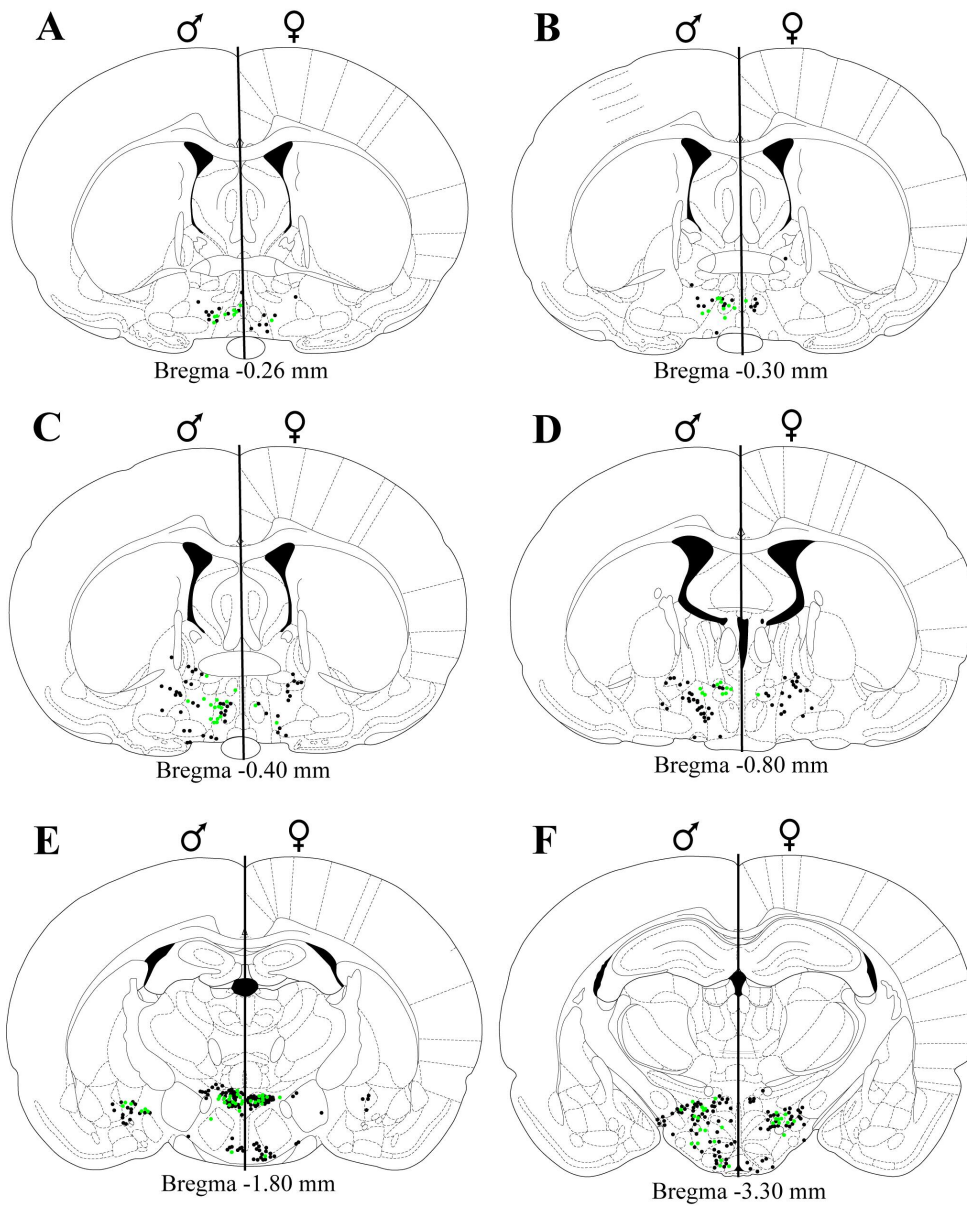 A ♂ ♀
B ♂ ♀
Bregma -0.26 mm
Bregma -0.30 mm
C ♂ ♀
D ♂ ♀
Bregma -0.40 mm
Bregma -0.80 mm
E ♂ ♀
F ♂ ♀
Bregma -1.80 mm
Bregma -3.30 mm